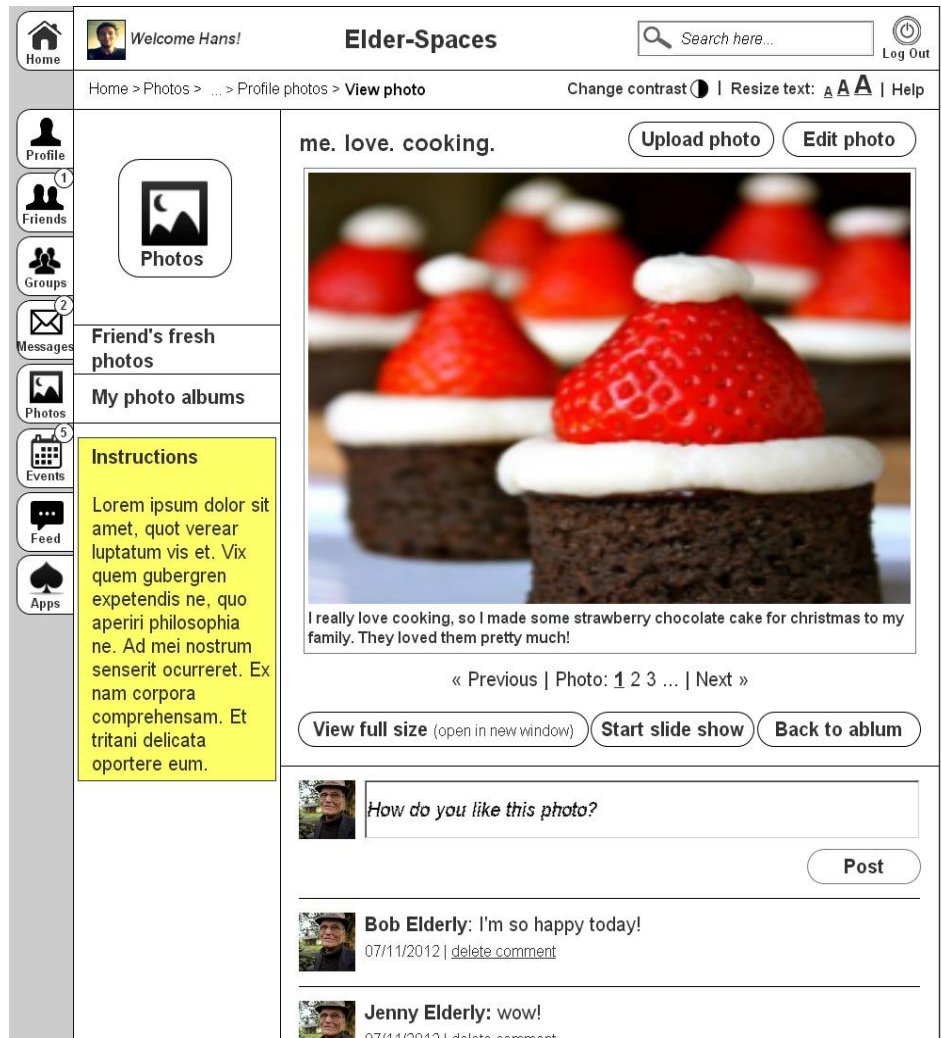 Home
Welcome Hans!
Elder-Spaces
Search here...
Log Out
Home > Photos > ... > Profile photos > View photo
Change contrast | Resize text: A A A | Help
Profile
1
Friends
Groups
2
Messages
Photos
5
Events
Feed
Apps
Photos
Friend's fresh
photos
My photo albums
Instructions
Lorem ipsum dolor sit
amet, quot verear
luptatum vis et. Vix
quem gubergren
expetendis ne, quo
aperiri philosophia
ne. Ad mei nostrum
senserit ocurreret. Ex
nam corpora
comprehensam. Et
tritani delicata
oportere eum.
me. love. cooking.
Upload photo
Edit photo
I really love cooking, so I made some strawberry chocolate cake for christmas to my
family. They loved them pretty much!
« Previous | Photo: 1 2 3 ... | Next »
View full size (open in new window)
Start slide show
Back to ablum
How do you like this photo?
Post
Bob Elderly: I'm so happy today!
07/11/2012 | delete comment
Jenny Elderly: wow!
07/11/2012 | delete comment